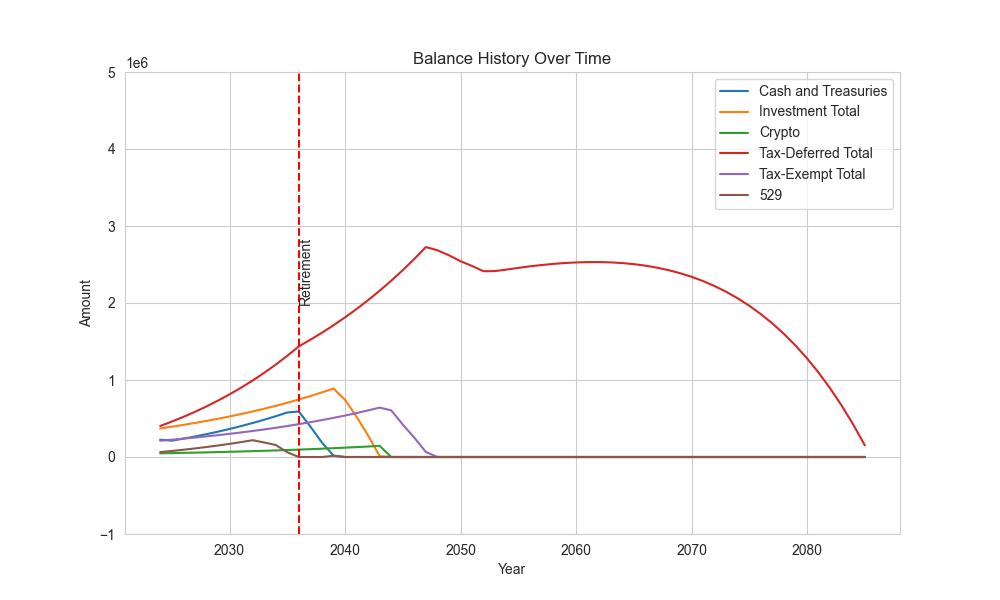 Balance History Over Time
1e6
5
4
3
2
1
0
−1
Amount
Retirement
Cash and Treasuries
Investment Total
Crypto
Tax-Deferred Total
Tax-Exempt Total
529
2030 2040 2050 2060 2070 2080
Year